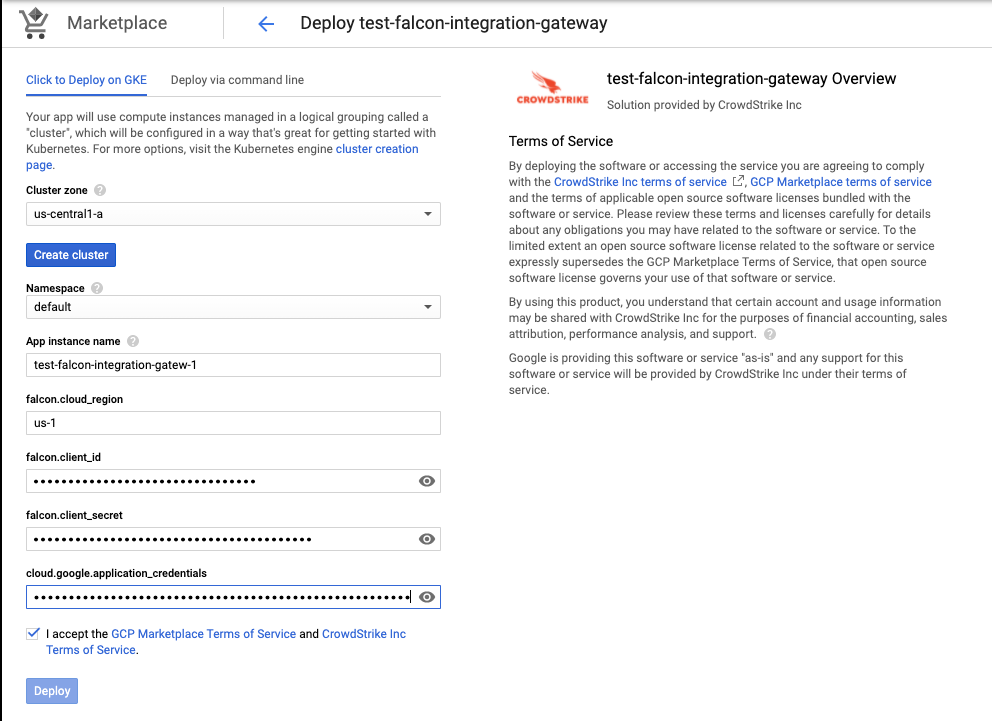 Marketplace
Deploy test-falcon-integration-gateway
Click to Deploy on GKE
Deploy via command line
Your app will use compute instances managed in a logical grouping called a
"cluster", which will be configured in a way that's great for getting started with
Kubernetes. For more options, visit the Kubernetes engine cluster creation
page.
Cluster zone
us-central1-a
Create cluster
Namespace
default
App instance name
test-falcon-integration-gatew-1
falcon.cloud_region
us-1
falcon.client_id
falcon.client_secret
cloud.google.application_credentials
I accept the GCP Marketplace Terms of Service and CrowdStrike Inc
Terms of Service.
Deploy
CROWDSTRIKE
test-falcon-integration-gateway Overview
Solution provided by CrowdStrike Inc
Terms of Service
By deploying the software or accessing the service you are agreeing to comply
with the CrowdStrike Inc terms of service , GCP Marketplace terms of service
and the terms of applicable open source software licenses bundled with the
software or service. Please review these terms and licenses carefully for details
about any obligations you may have related to the software or service. To the
limited extent an open source software license related to the software or service
expressly supersedes the GCP Marketplace Terms of Service, that open source
software license governs your use of that software or service.
By using this product, you understand that certain account and usage information
may be shared with CrowdStrike Inc for the purposes of financial accounting, sales
attribution, performance analysis, and support.
Google is providing this software or service "as-is" and any support for this
software or service will be provided by CrowdStrike Inc under their terms of
service.